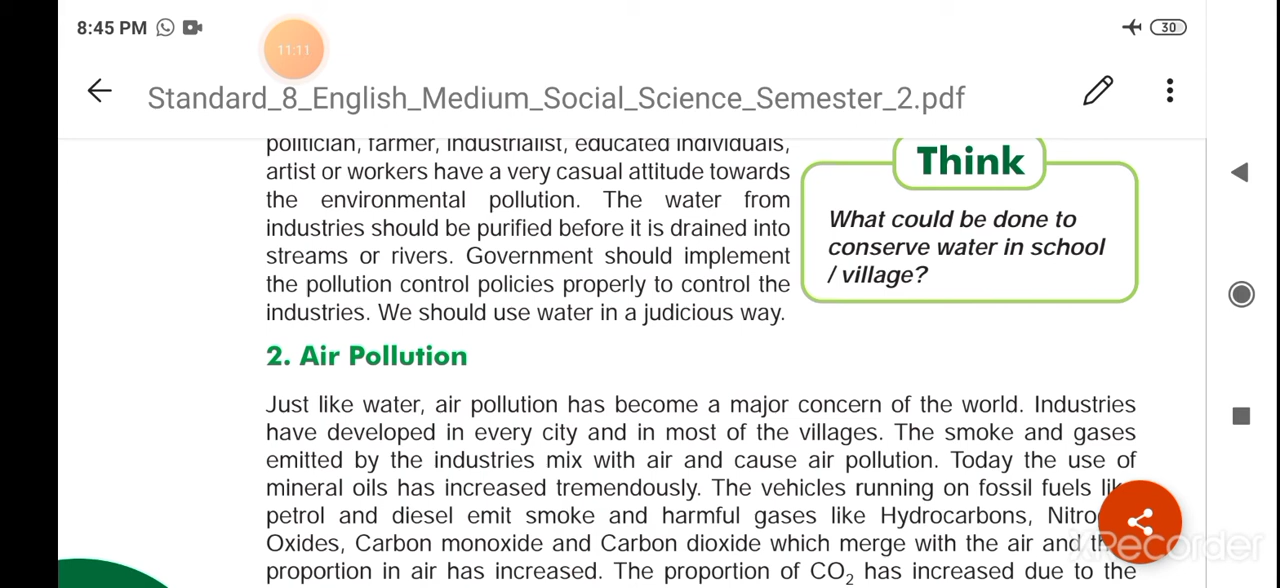 8:45 PM
30
11:11
Standard_8_English_Medium_Social_Science_Semester_2.pdf
politician, farmer, industrialist, educated individuals,
artist or workers have a very casual attitude towards
the environmental pollution. The water from
industries should be purified before it is drained into
streams or rivers. Government should implement
the pollution control policies properly to control the
industries. We should use water in a judicious way.
Think
What could be done to
conserve water in school
/ village?
2. Air Pollution
Just like water, air pollution has become a major concern of the world. Industries
have developed in every city and in most of the villages. The smoke and gases
emitted by the industries mix with air and cause air pollution. Today the use of
mineral oils has increased tremendously. The vehicles running on fossil fuels
petrol and diesel emit smoke and harmful gases like Hydrocarbons,
Oxides, Carbon monoxide and Carbon dioxide which merge with the air and
proportion in air has increased. The proportion of CO₂ has increased due to the
XRecorder